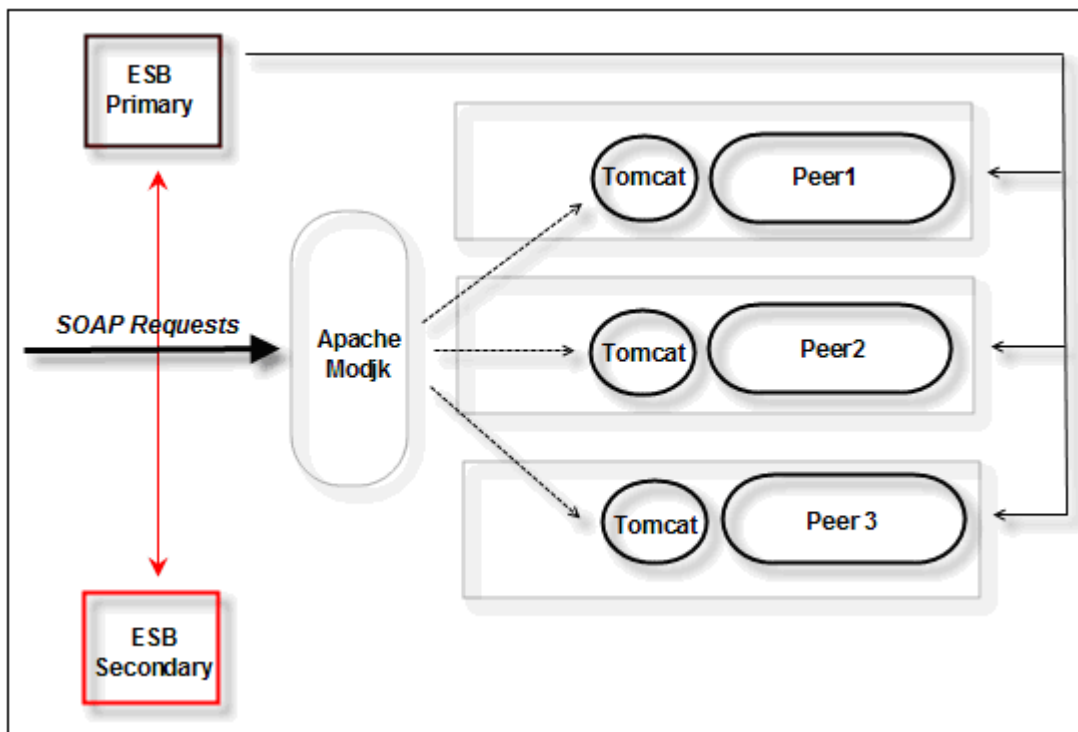 ESB
Primary
Tomcat
Peer1
SOAP Requests
Apache
Modjk
Tomcat
Peer2
Tomcat
Peer 3
ESB
Secondary